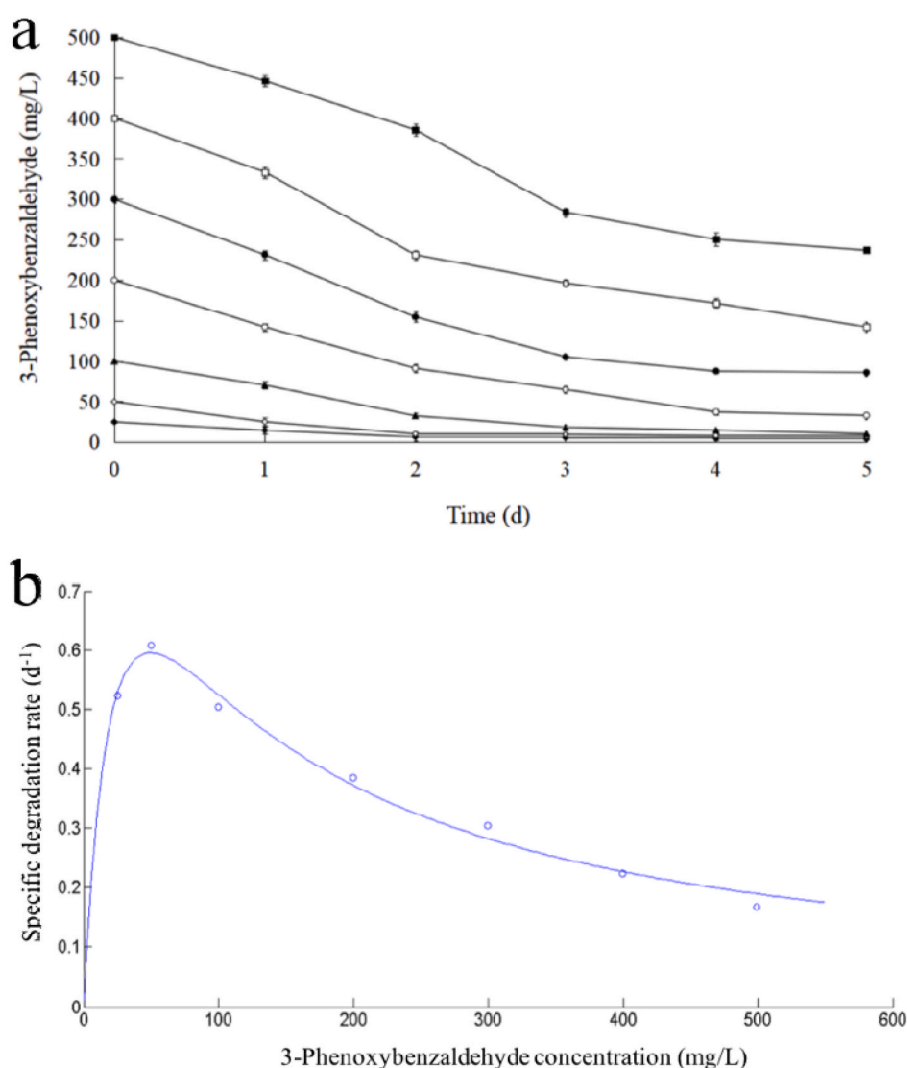 a
3-Phenoxybenzaldehyde (mg/L)
500
450
400
350
300
250
200
150
100
50
0
0 1 2 3 4 5
Time (d)
b
Specific degradation rate (d-1)
0.7
0.6
0.5
0.4
0.3
0.2
0.1
0
0 100 200 300 400 500 600
3-Phenoxybenzaldehyde concentration (mg/L)